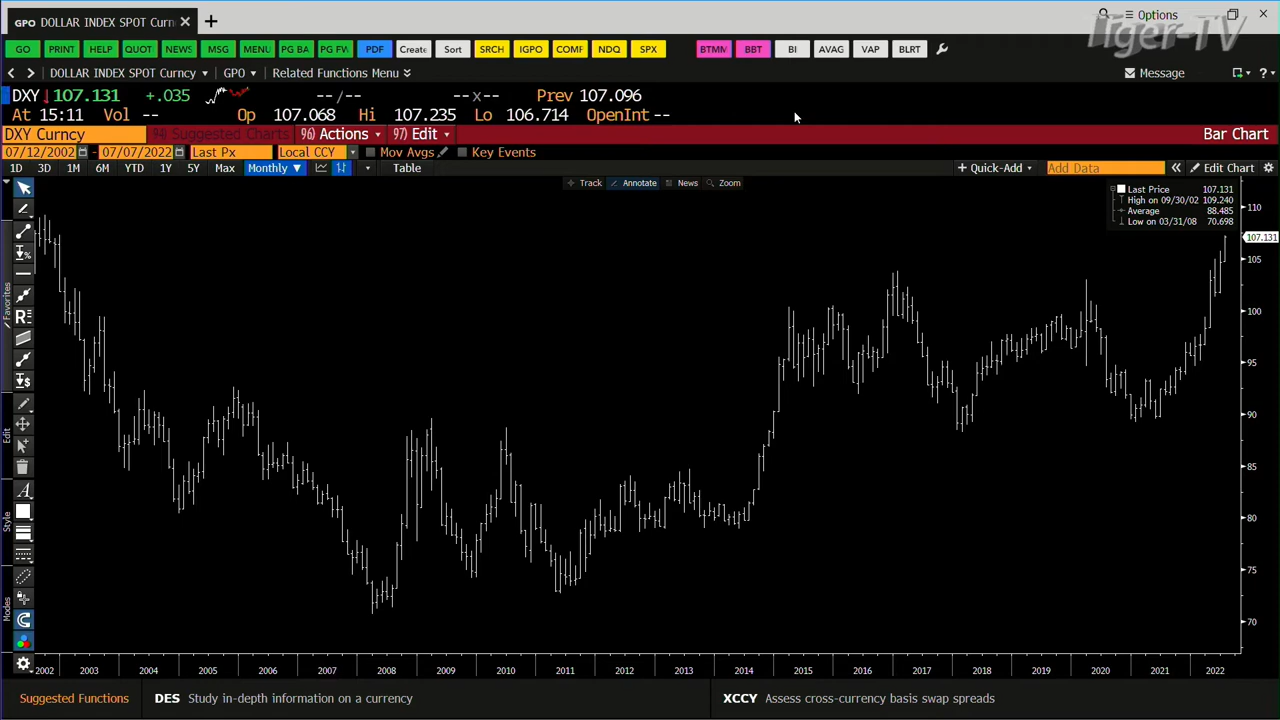 GPO DOLLAR INDEX SPOT Curn
Options
Tiger-TV
GO PRINT HELP QUOT NEWS MSG MENU PG BA PG FW PDF Create Sort SRCH IGPO COMF NDQ SPX BTMM BBT BI AVAG VAP BLRT
DOLLAR INDEX SPOT Curncy GPO Related Functions Menu Message
DXY 107.131 +.035 --/-- --x-- Prev 107.096
At 15:11 Vol -- Op 107.068 Hi 107.235 Lo 106.714 OpenInt --
DXY Curncy 94) Suggested Charts 96) Actions 97) Edit Bar Chart
07/12/2002 - 07/07/2022 Last Px Local CCY Mov Avgs Key Events
1D 3D 1M 6M YTD 1Y 5Y Max Monthly Table + Quick-Add Add Data Edit Chart
Track Annotate News Zoom
Last Price 107.131
High on 09/30/02 109.240
Average 88.485
Low on 03/31/08 70.698
110
107.131
105
100
95
90
85
80
75
70
Favorites
Edit
Style
Modes
2002 2003 2004 2005 2006 2007 2008 2009 2010 2011 2012 2013 2014 2015 2016 2017 2018 2019 2020 2021 2022
Suggested Functions DES Study in-depth information on a currency XCCY Assess cross-currency basis swap spreads